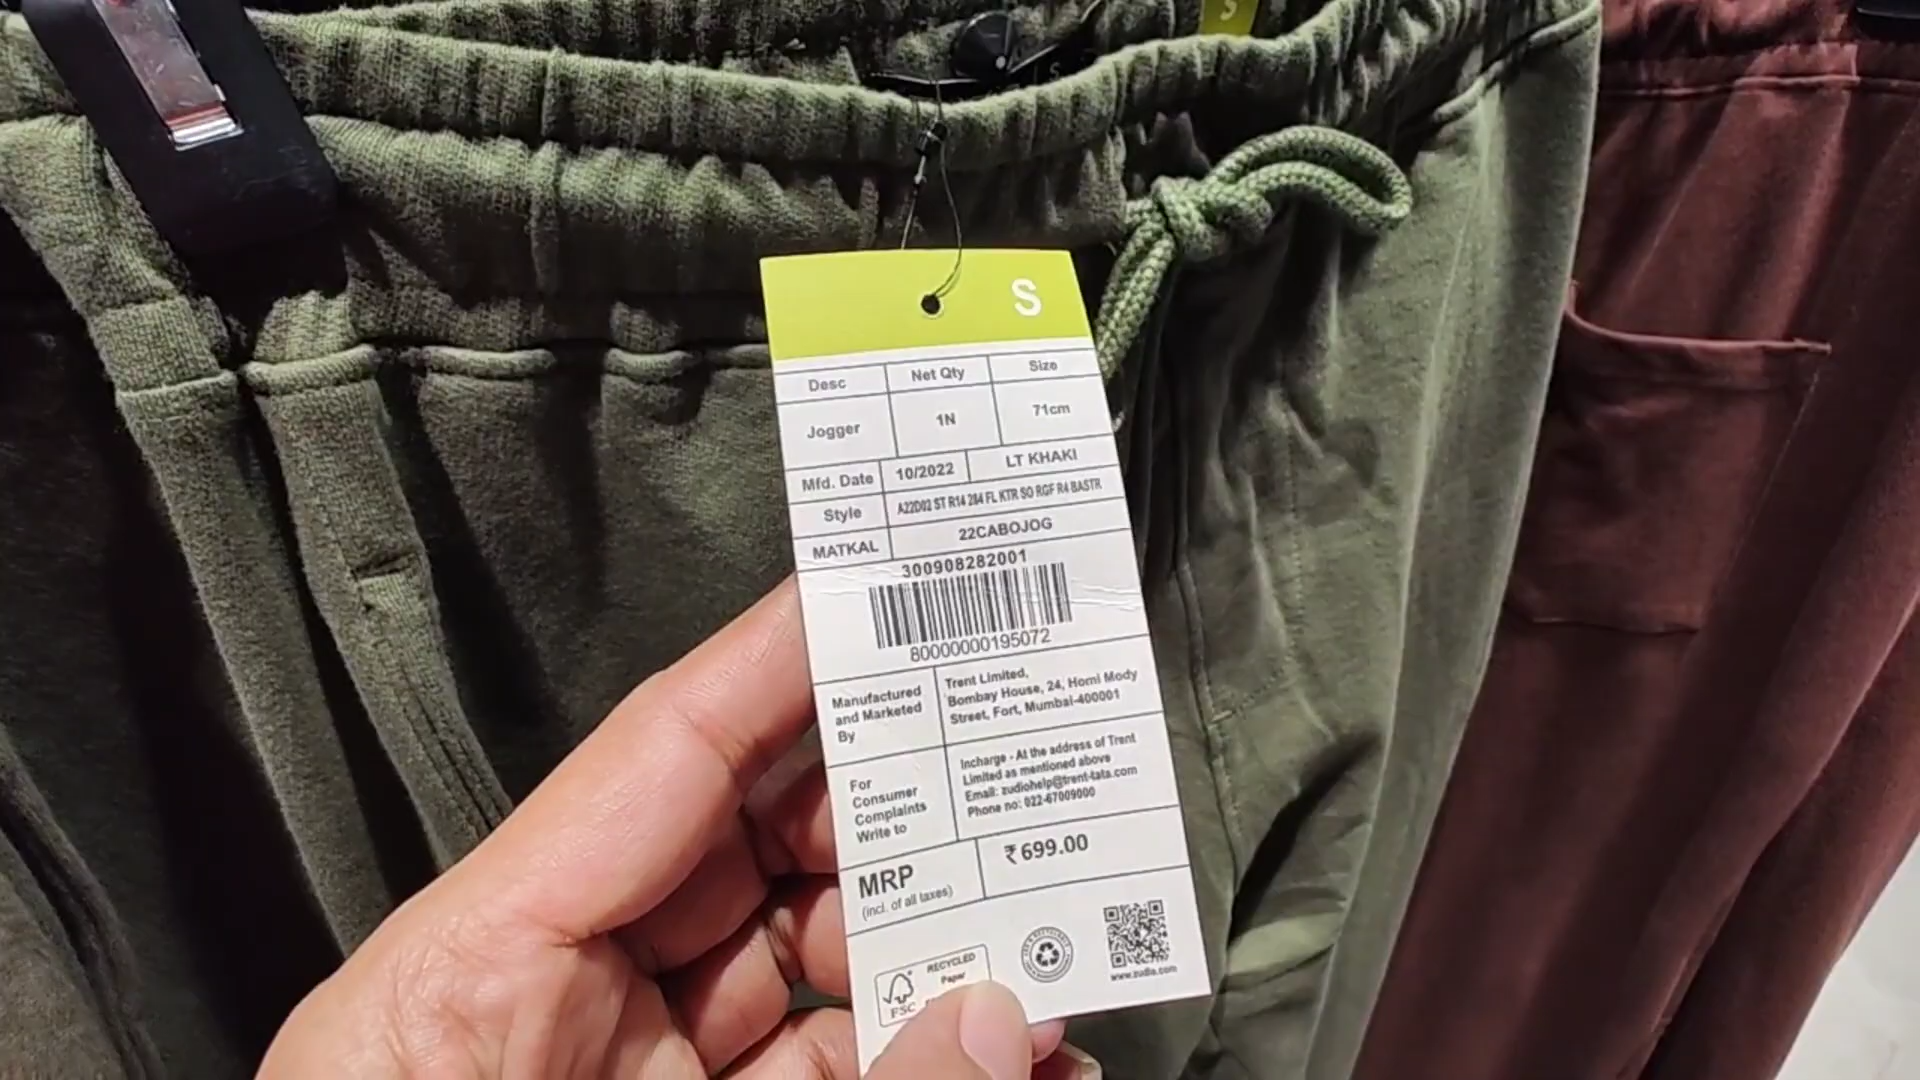 S
S
Desc Net Qty Size
Jogger 1N 71cm
Mfd. Date 10/2022 LT KHAKI
Style A22D02 ST R14 284 FL KTR SO RGF R4 BASTR
MATKAL 22CABOJOG
300908282001
80000000195072
Manufactured
and Marketed
By
Trent Limited,
Bombay House, 24, Homi Mody
Street, Fort, Mumbai-400001
For
Consumer
Complaints
Write to
Incharge - At the address of Trent
Limited as mentioned above
Email: zudiohelp@trent-tata.com
Phone no: 022-67009000
MRP
(incl. of all taxes)
₹699.00
RECYCLED
Paper
FSC
www.zudio.com